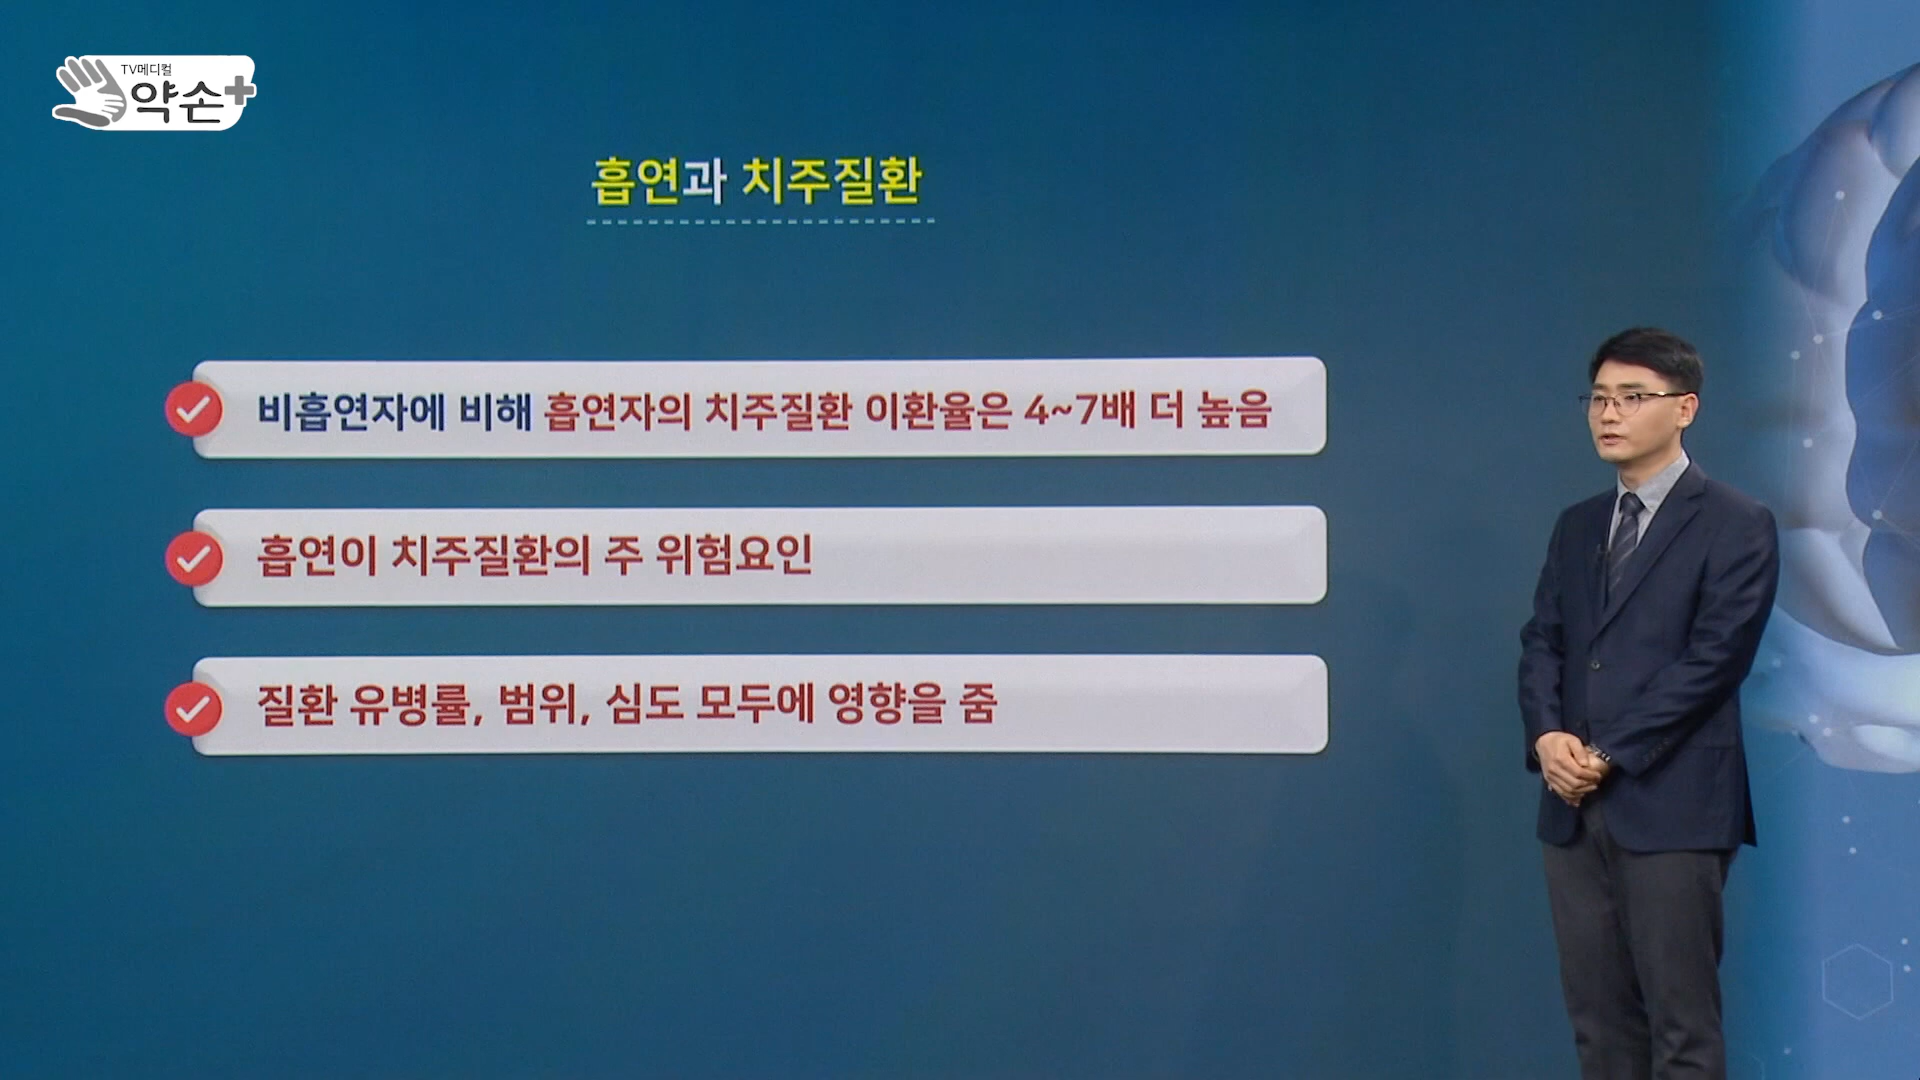 TV메디컬
약손+
흡연과 치주질환
비흡연자에 비해 흡연자의 치주질환 이환율은 4~7배 더 높음
흡연이 치주질환의 주 위험요인
질환 유병률, 범위, 심도 모두에 영향을 줌